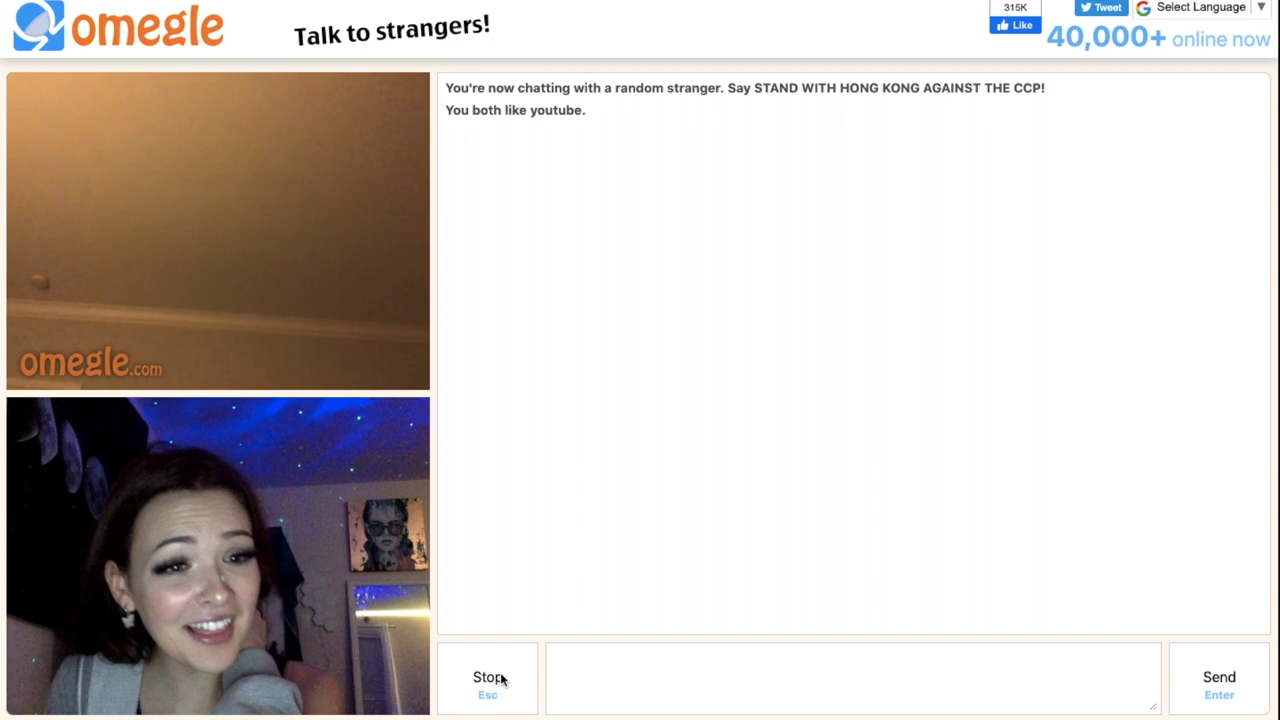 omegle
Talk to strangers!
315K
Like
Tweet
Select Language ▼
40,000+ online now
You're now chatting with a random stranger. Say STAND WITH HONG KONG AGAINST THE CCP!
You both like youtube.
omegle.com
Stop
Esc
Send
Enter